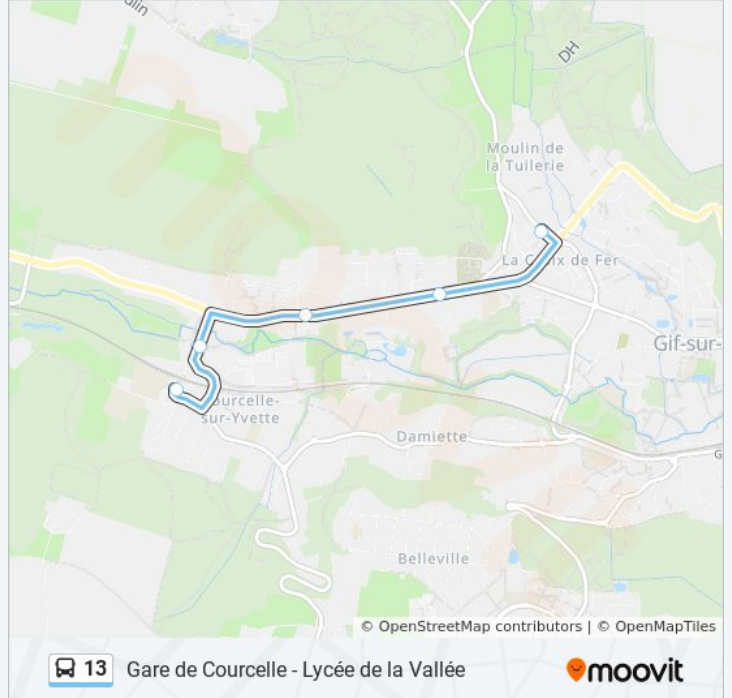 DH
Moulin de
la Tuilerie
La Croix de Fer
Gif-sur-
Courcelle-
sur-Yvette
Damiette
G
Belleville
© OpenStreetMap contributors | © OpenMapTiles
13 Gare de Courcelle - Lycée de la Vallée
moovit